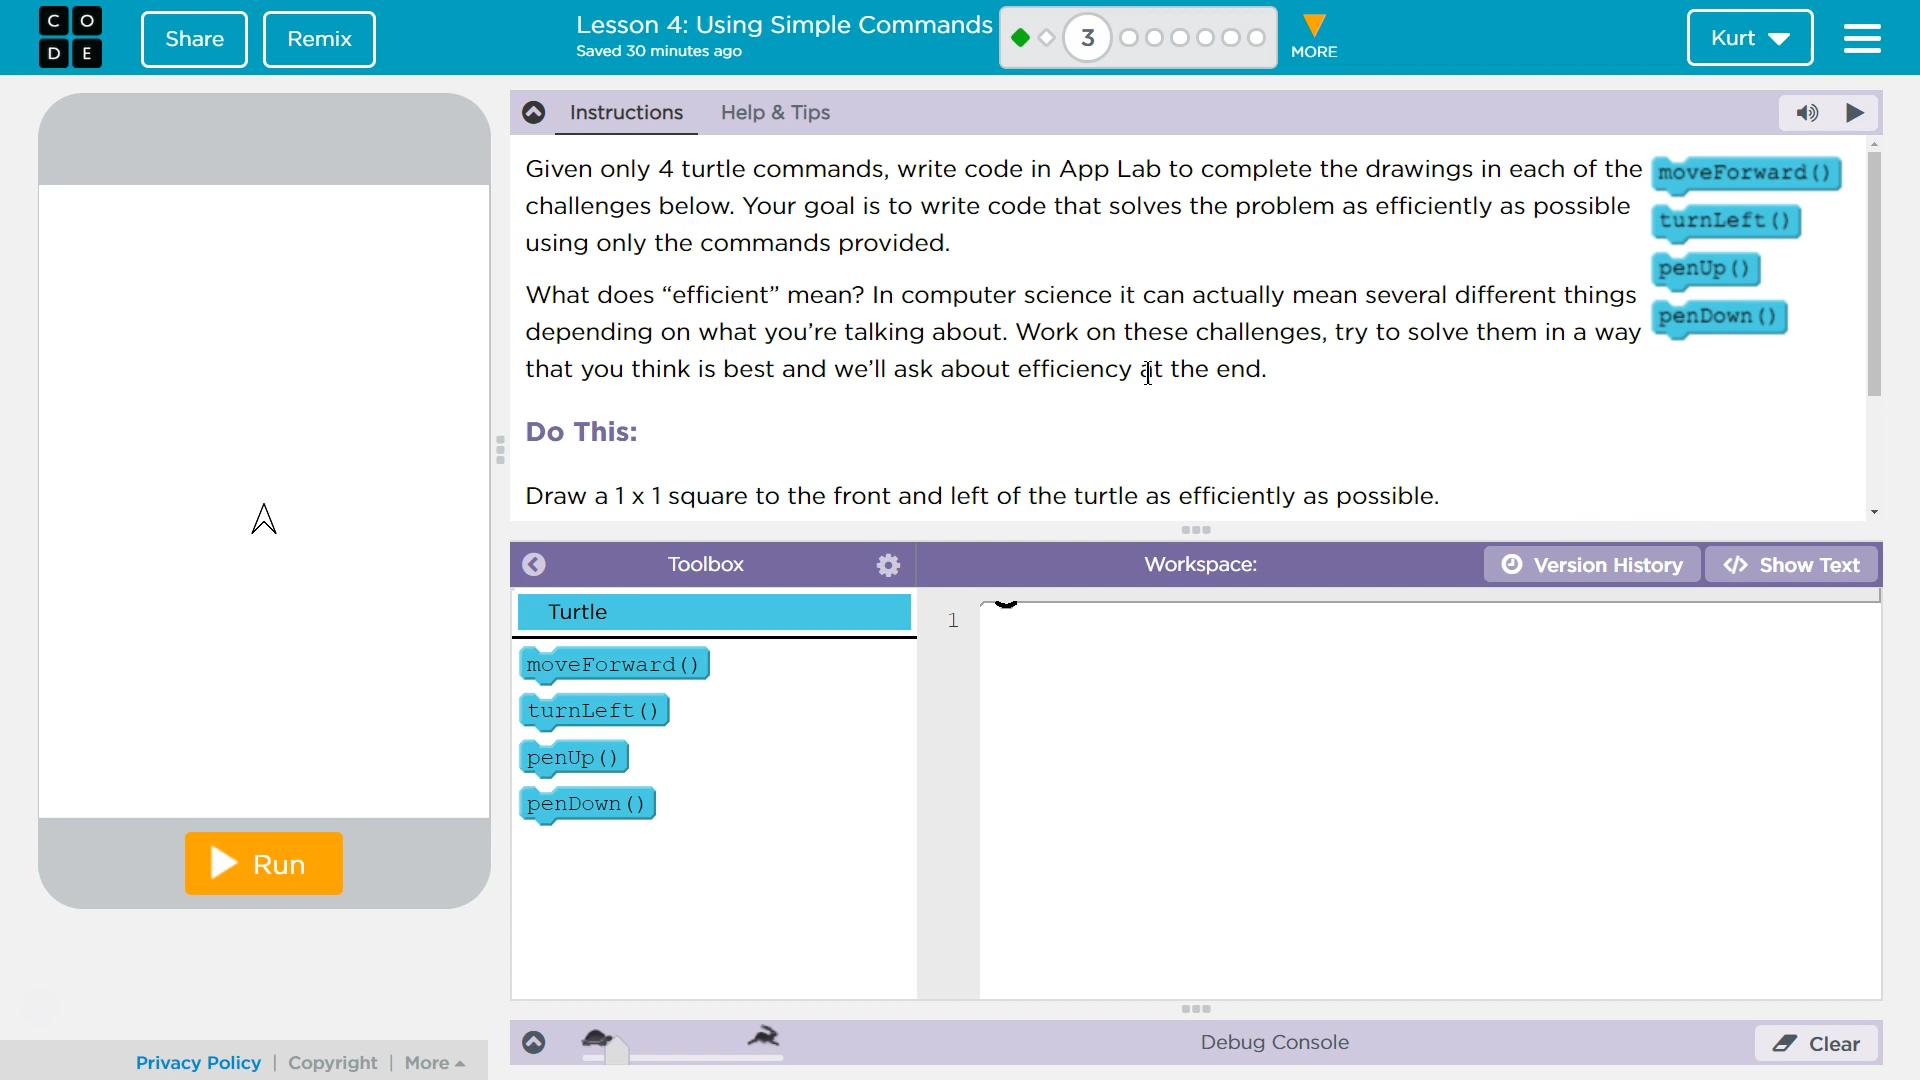 C O
D E
Share
Remix
Lesson 4: Using Simple Commands
Saved 30 minutes ago
3
MORE
Kurt
Instructions
Help & Tips
Given only 4 turtle commands, write code in App Lab to complete the drawings in each of the
challenges below. Your goal is to write code that solves the problem as efficiently as possible
using only the commands provided.
moveForward()
turnLeft()
penUp()
penDown()
What does “efficient” mean? In computer science it can actually mean several different things
depending on what you’re talking about. Work on these challenges, try to solve them in a way
that you think is best and we’ll ask about efficiency at the end.
Do This:
Draw a 1 x 1 square to the front and left of the turtle as efficiently as possible.
Toolbox
Workspace:
Version History
</> Show Text
Turtle
moveForward()
turnLeft()
penUp()
penDown()
1
Run
Debug Console
Clear
Privacy Policy | Copyright | More